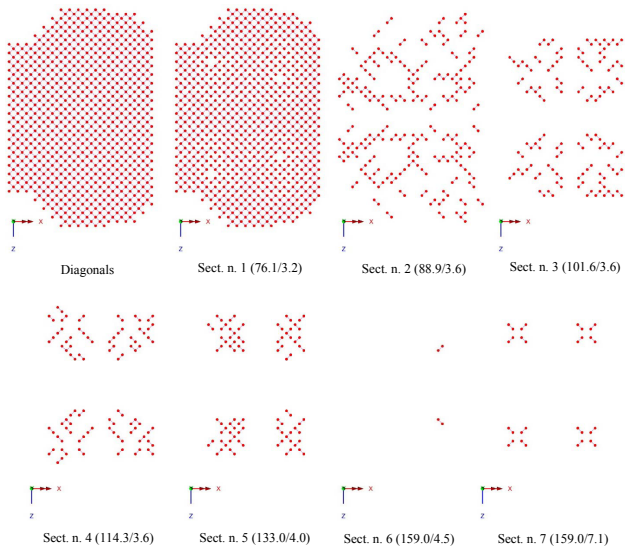 X
Z
Diagonals
X
Z
Sect. n. 1 (76.1/3.2)
X
Z
Sect. n. 2 (88.9/3.6)
X
Z
Sect. n. 3 (101.6/3.6)
X
Z
Sect. n. 4 (114.3/3.6)
X
Z
Sect. n. 5 (133.0/4.0)
X
Z
Sect. n. 6 (159.0/4.5)
X
Z
Sect. n. 7 (159.0/7.1)